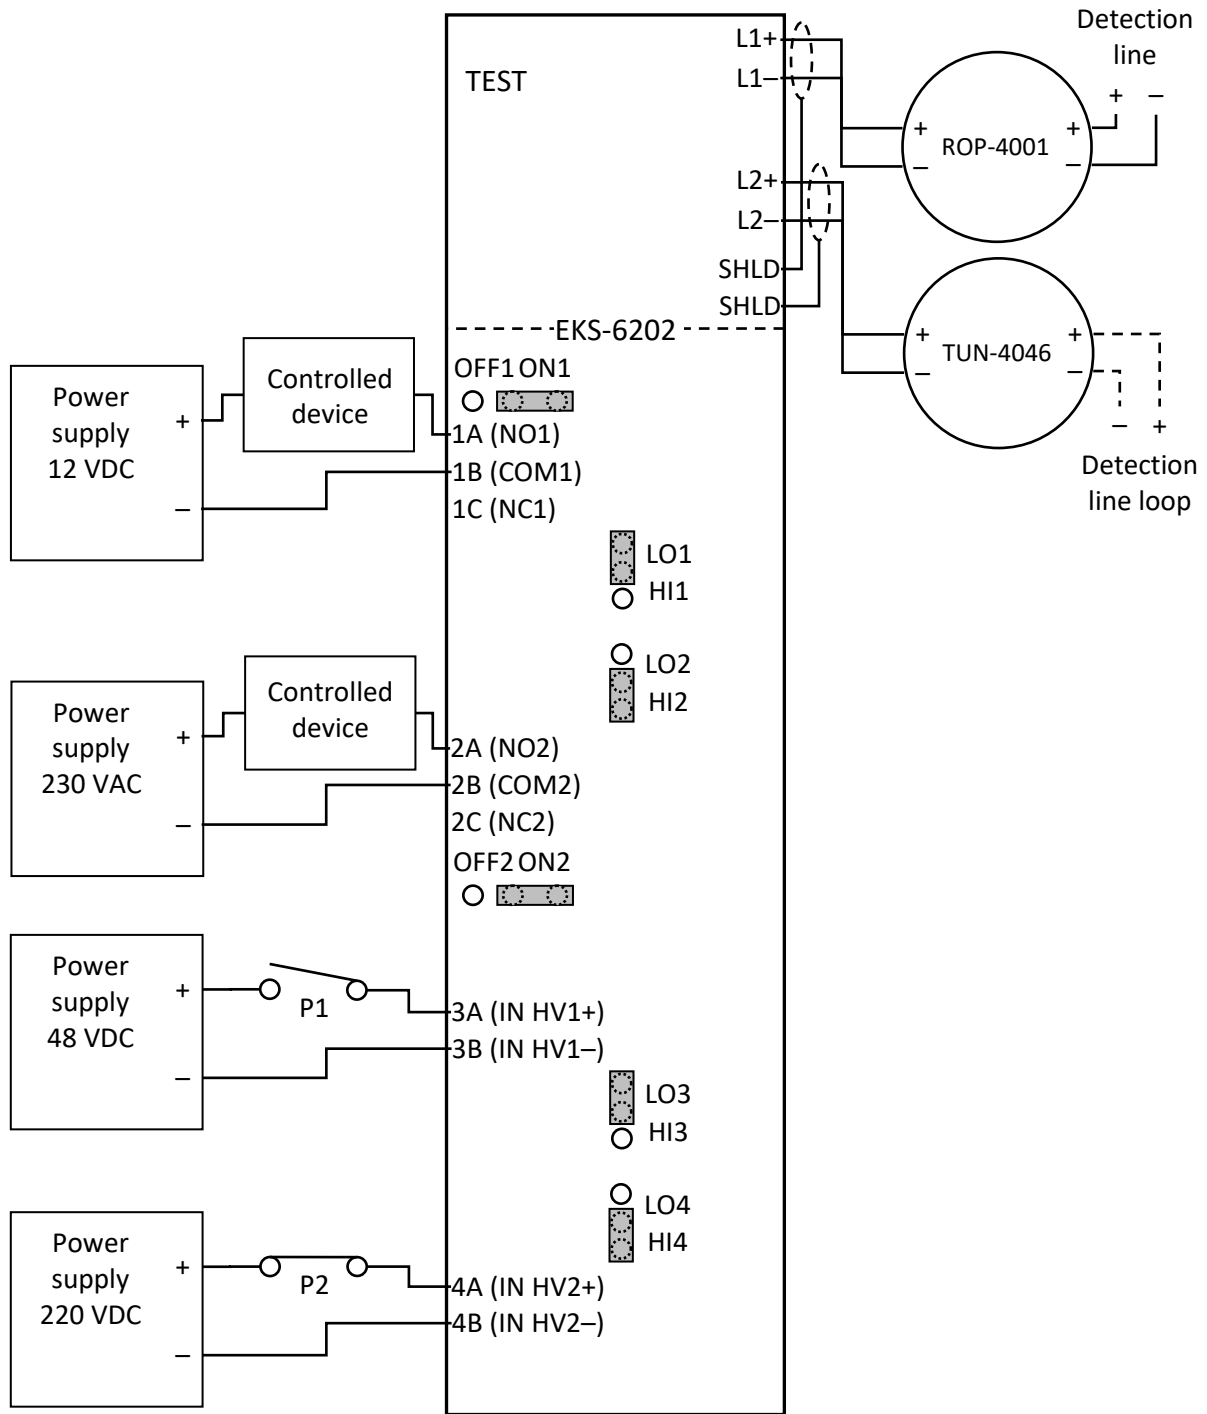 TEST
L1+
L1–
L2+
L2–
SHLD
SHLD
EKS-6202
Detection
line
+ –
+
–
ROP-4001
+
–
+
–
TUN-4046
+
–
– +
Detection
line loop
Power
supply
12 VDC
+
–
Controlled
device
OFF1 ON1
1A (NO1)
1B (COM1)
1C (NC1)
LO1
HI1
LO2
HI2
Power
supply
230 VAC
+
–
Controlled
device
2A (NO2)
2B (COM2)
2C (NC2)
OFF2 ON2
Power
supply
48 VDC
+
–
P1
3A (IN HV1+)
3B (IN HV1–)
LO3
HI3
LO4
HI4
Power
supply
220 VDC
+
–
P2
4A (IN HV2+)
4B (IN HV2–)